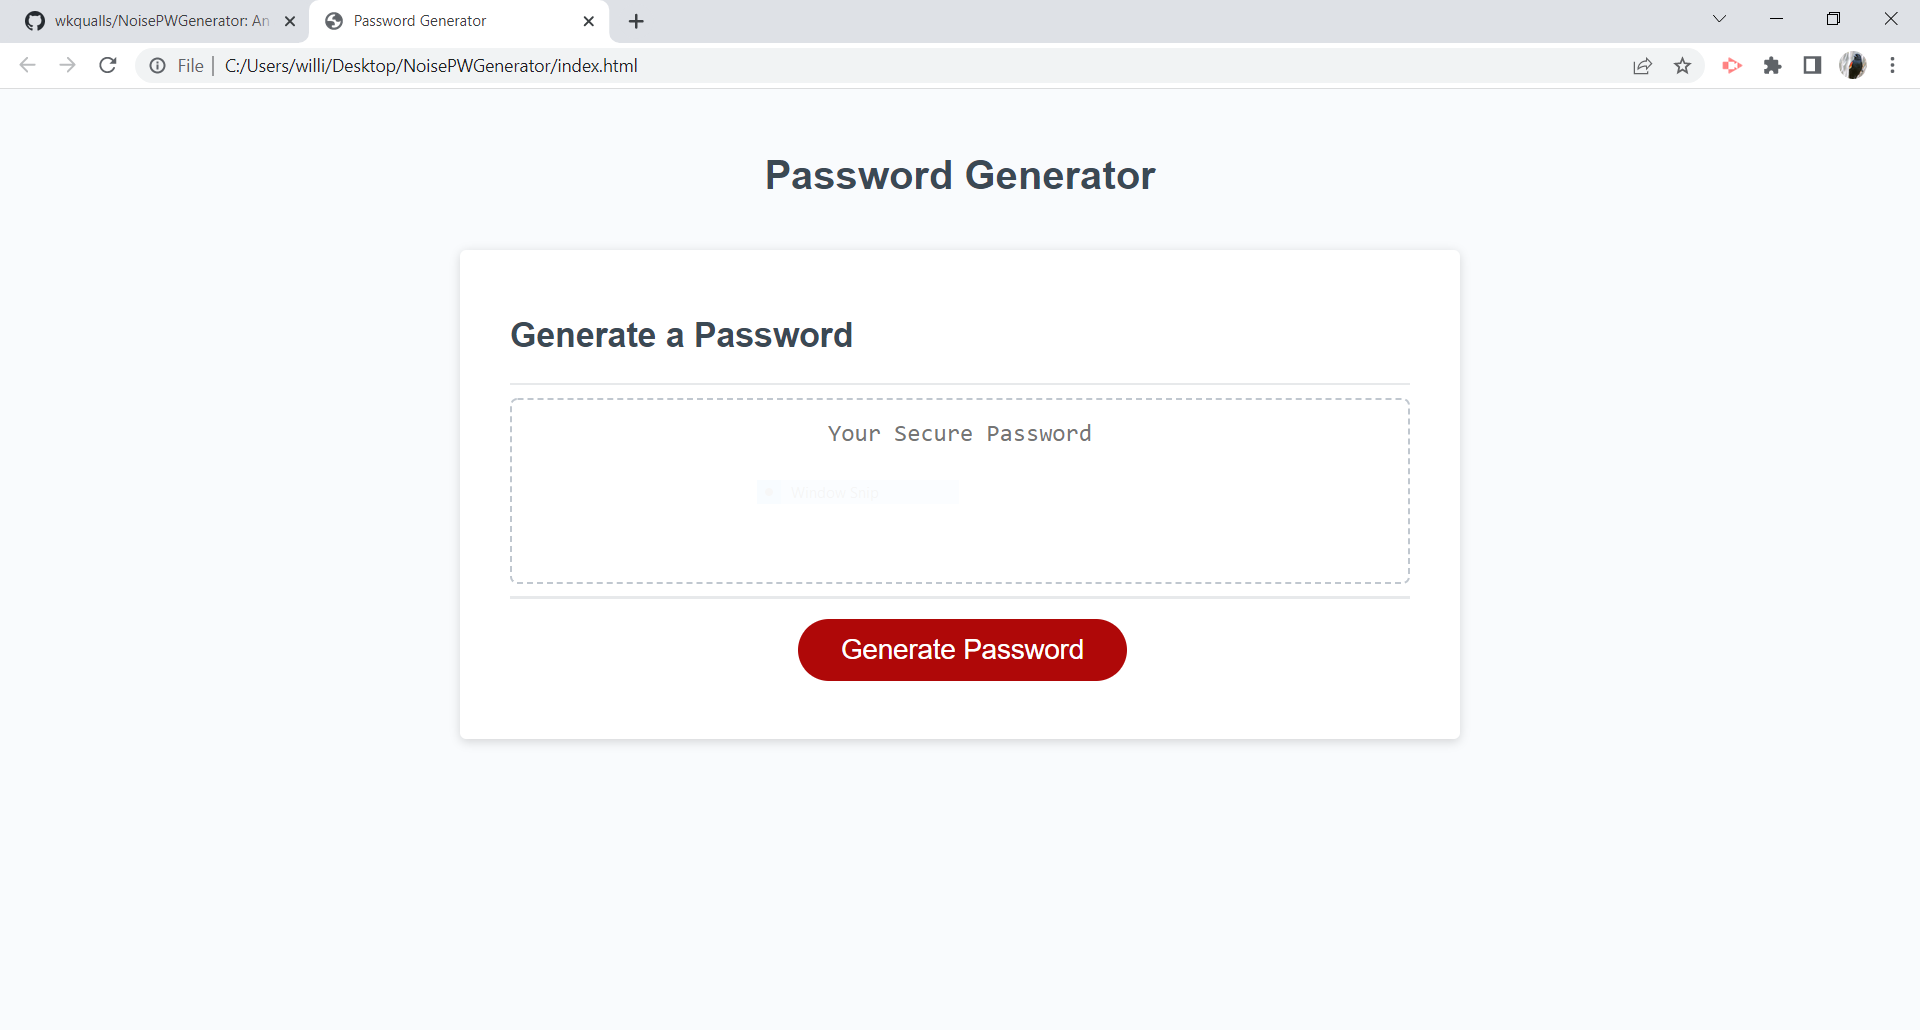 wkqualls/NoisePWGenerator: An
Password Generator
File
C:/Users/willi/Desktop/NoisePWGenerator/index.html
Password Generator
Generate a Password
Your Secure Password
Window Snip
Generate Password